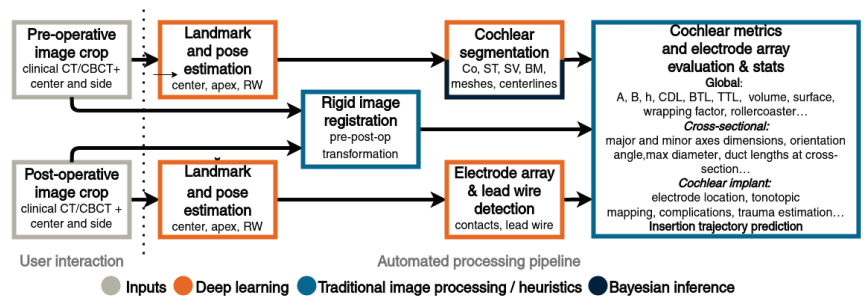 Pre-operative
image crop
clinical CT/CBCT+
center and side
Landmark
and pose
estimation
center, apex, RW
Cochlear
segmentation
Co, ST, SV, BM,
meshes, centerlines
Cochlear metrics
and electrode array
evaluation & stats
Global:
A, B, h, CDL, BTL, TTL, volume, surface,
wrapping factor, rollercoaster...
Cross-sectional:
major and minor axes dimensions, orientation
angle,max diameter, duct lengths at cross-
section...
Cochlear implant:
electrode location, tonotopic
mapping, complications, trauma estimation...
Insertion trajectory prediction
Rigid image
registration
pre-post-op
transformation
Post-operative
image crop
clinical CT/CBCT +
center and side
Landmark
and pose
estimation
center, apex, RW
Electrode array
& lead wire
detection
contacts, lead wire
User interaction
Automated processing pipeline
Inputs
Deep learning
Traditional image processing / heuristics
Bayesian inference